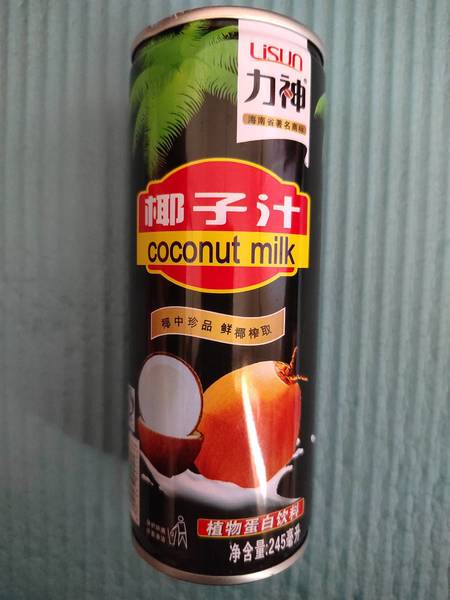 LiSUN
力神
海南省著名商标
椰子汁
coconut milk
椰中珍品 鲜椰榨取
植物蛋白饮料
净含量:245毫升